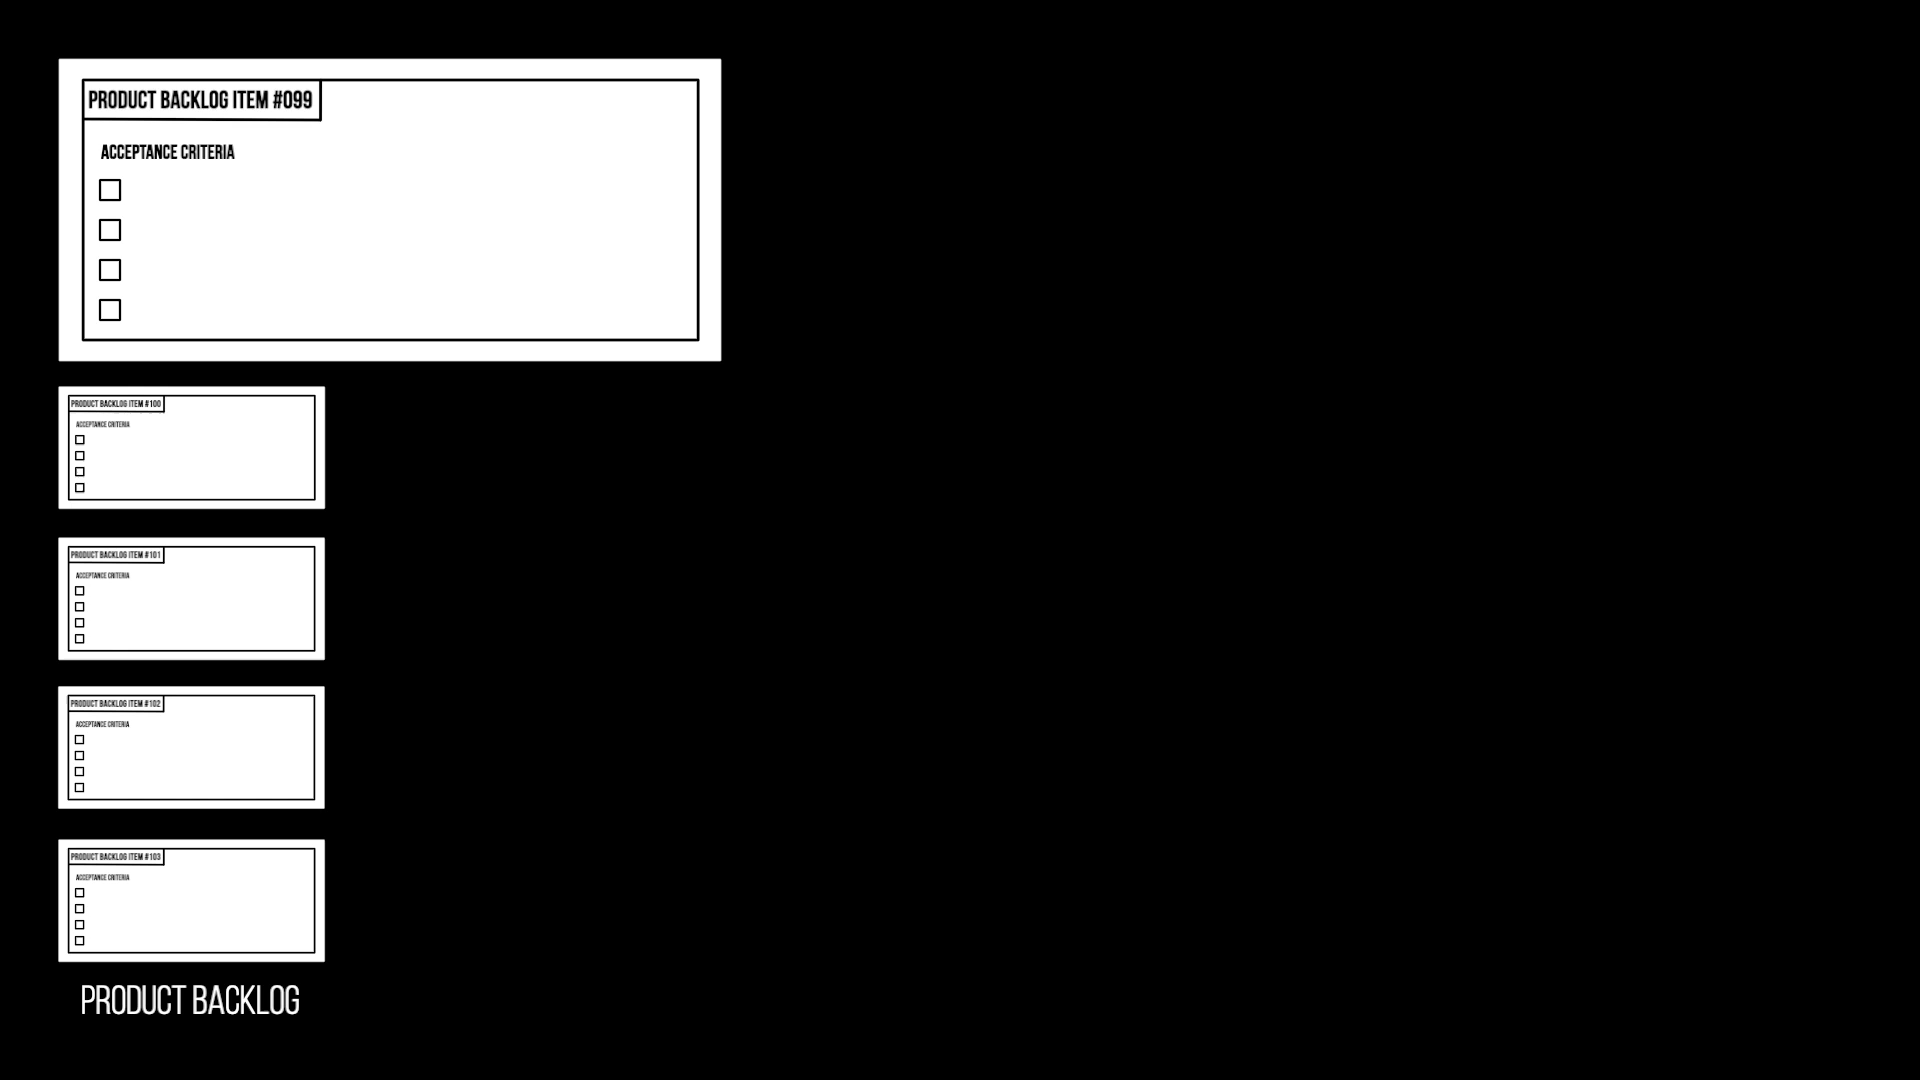 PRODUCT BACKLOG ITEM #099
ACCEPTANCE CRITERIA
PRODUCT BACKLOG ITEM #100
ACCEPTANCE CRITERIA
PRODUCT BACKLOG ITEM #101
ACCEPTANCE CRITERIA
PRODUCT BACKLOG ITEM #102
ACCEPTANCE CRITERIA
PRODUCT BACKLOG ITEM #103
ACCEPTANCE CRITERIA
PRODUCT BACKLOG